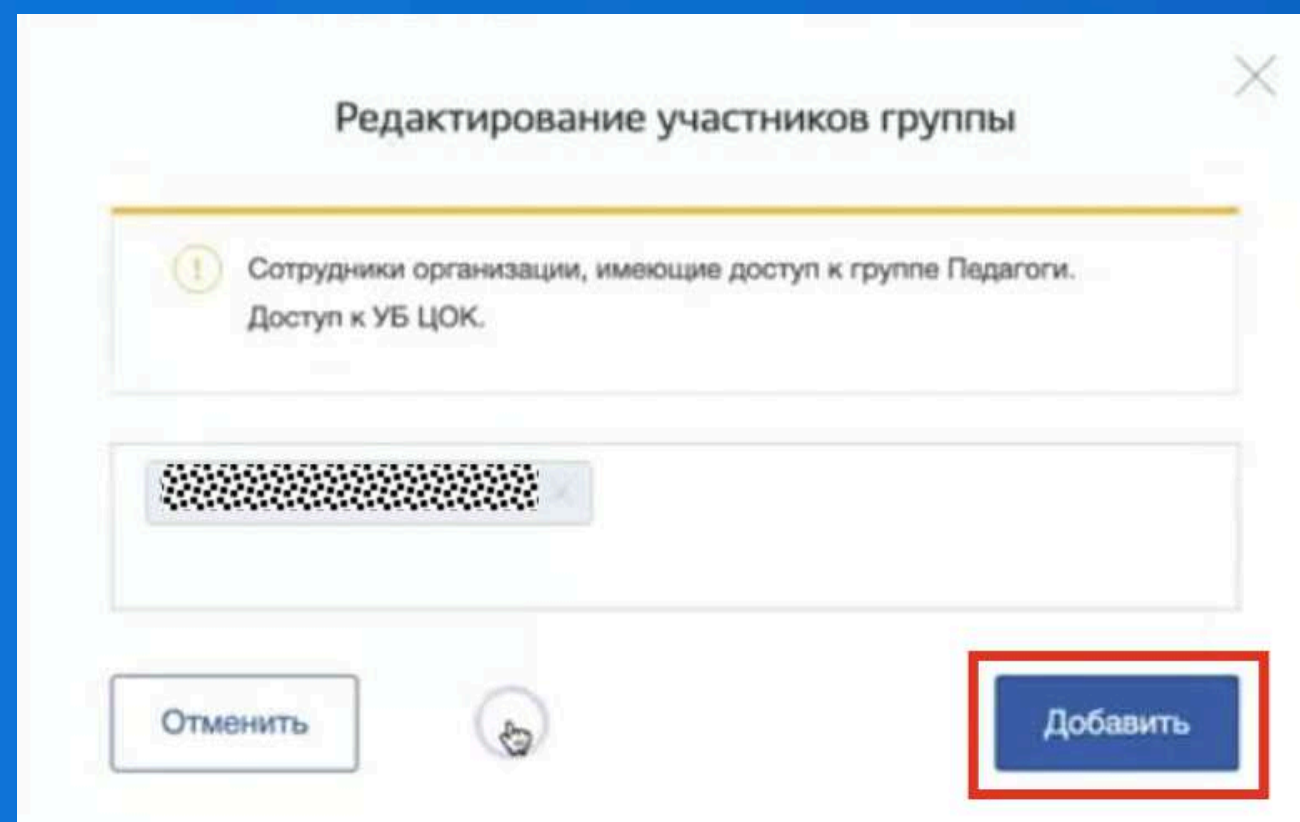 Редактирование участников группы
Сотрудники организации, имеющие доступ к группе Педагоги.
Доступ к УБ ЦОК.
Отменить
Добавить